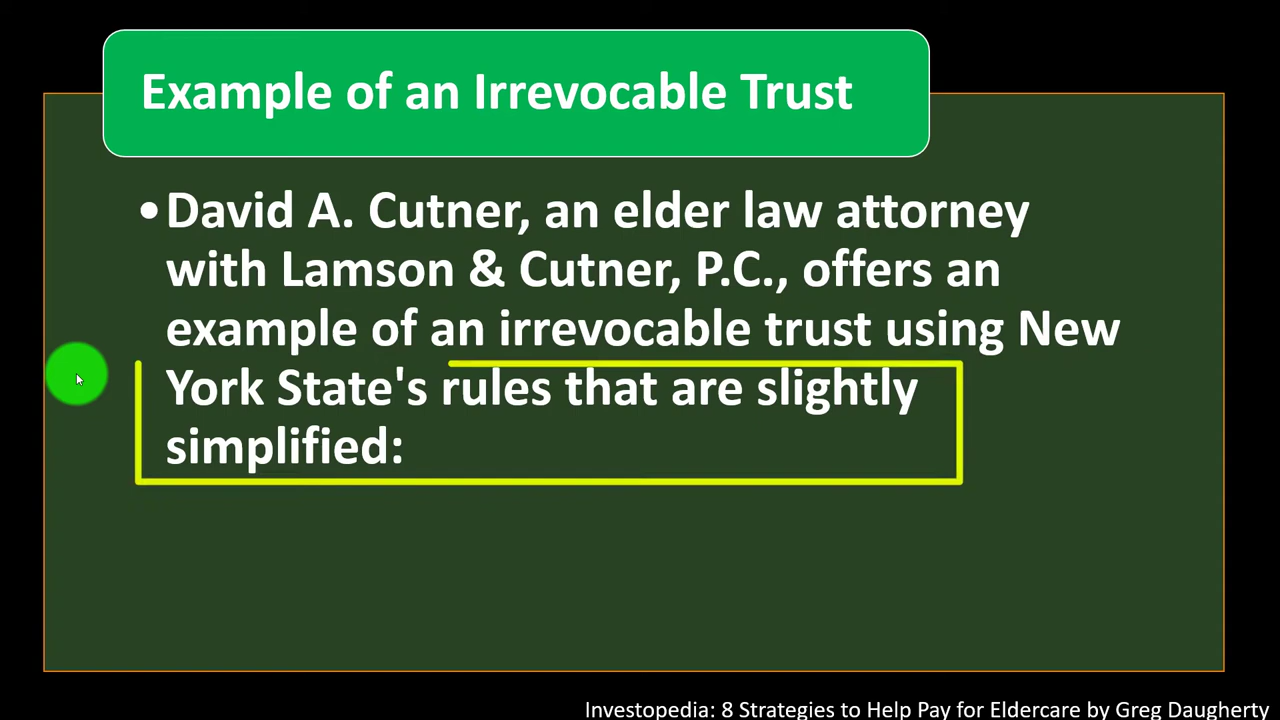 Example of an Irrevocable Trust
•David A. Cutner, an elder law attorney
with Lamson & Cutner, P.C., offers an
example of an irrevocable trust using New
York State's rules that are slightly
simplified:
Investopedia: 8 Strategies to Help Pay for Eldercare by Greg Daugherty